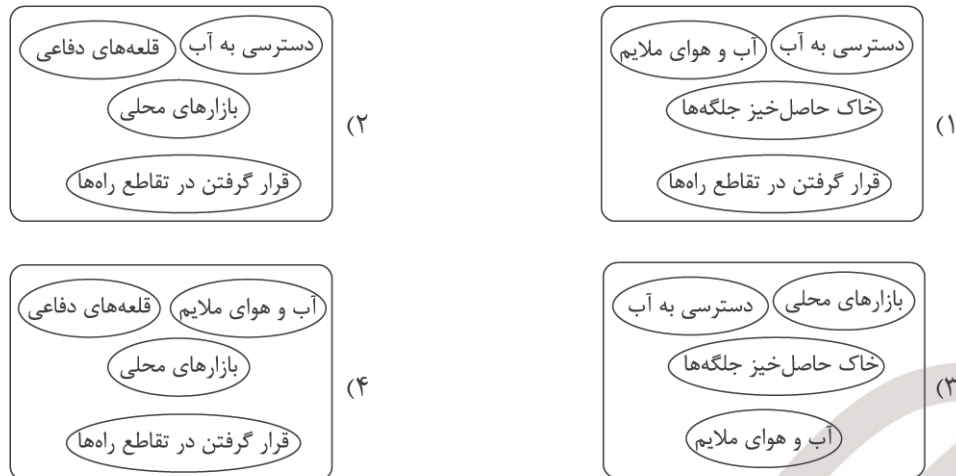 ۱)
دسترسی به آب
آب و هوای ملایم
خاک حاصل‌خیز جلگه‌ها
قرار گرفتن در تقاطع راه‌ها
۲)
دسترسی به آب
قلعه‌های دفاعی
بازارهای محلی
قرار گرفتن در تقاطع راه‌ها
۳)
بازارهای محلی
دسترسی به آب
خاک حاصل‌خیز جلگه‌ها
آب و هوای ملایم
۴)
آب و هوای ملایم
قلعه‌های دفاعی
بازارهای محلی
قرار گرفتن در تقاطع راه‌ها